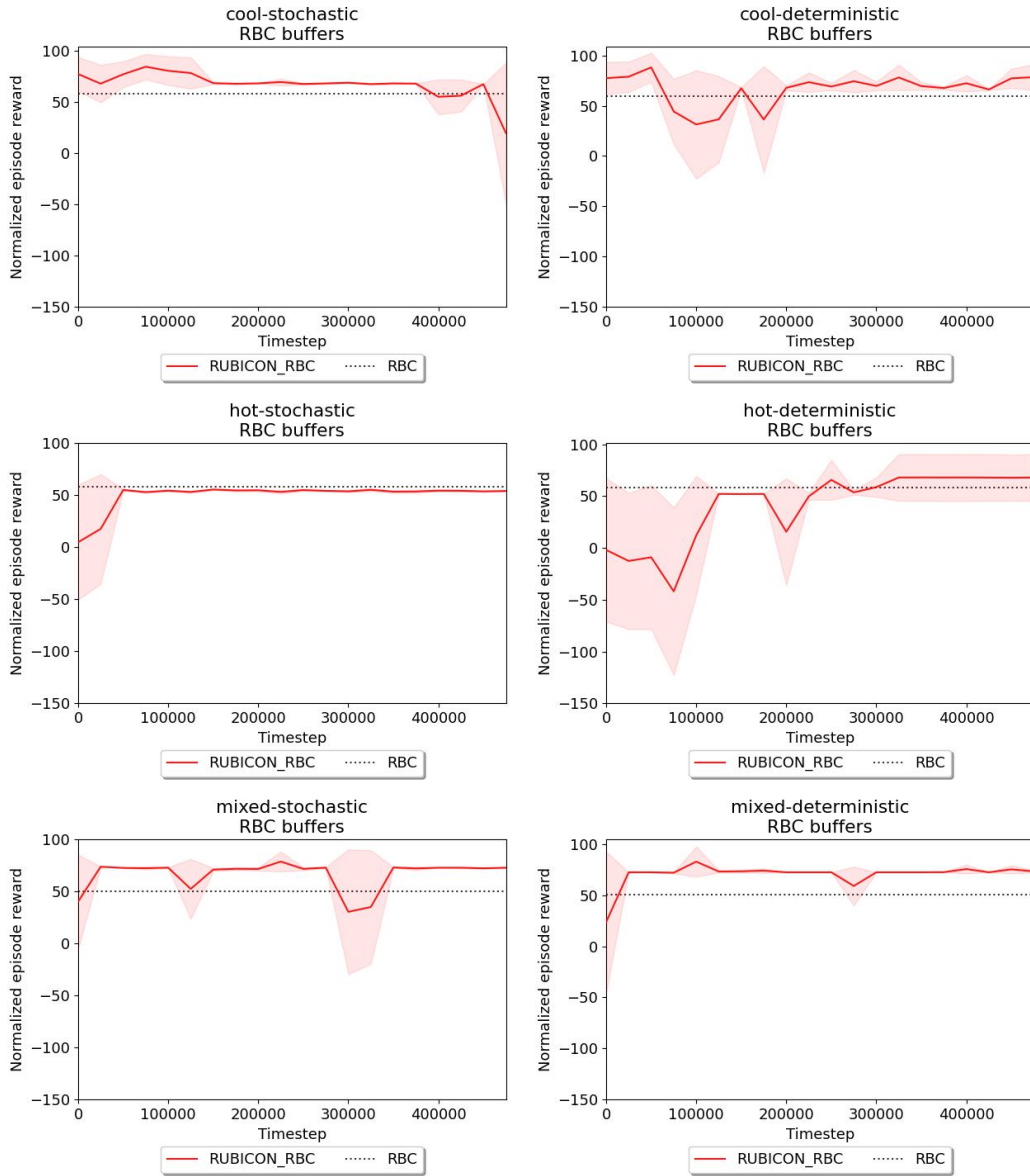 cool-stochastic
RBC buffers
Normalized episode reward
100
50
0
−50
−100
−150
0
100000
200000
300000
400000
Timestep
RUBICON_RBC
RBC
cool-deterministic
RBC buffers
Normalized episode reward
100
50
0
−50
−100
−150
0
100000
200000
300000
400000
Timestep
RUBICON_RBC
RBC
hot-stochastic
RBC buffers
Normalized episode reward
100
50
0
−50
−100
−150
0
100000
200000
300000
400000
Timestep
RUBICON_RBC
RBC
hot-deterministic
RBC buffers
Normalized episode reward
100
50
0
−50
−100
−150
0
100000
200000
300000
400000
Timestep
RUBICON_RBC
RBC
mixed-stochastic
RBC buffers
Normalized episode reward
100
50
0
−50
−100
−150
0
100000
200000
300000
400000
Timestep
RUBICON_RBC
RBC
mixed-deterministic
RBC buffers
Normalized episode reward
100
50
0
−50
−100
−150
0
100000
200000
300000
400000
Timestep
RUBICON_RBC
RBC